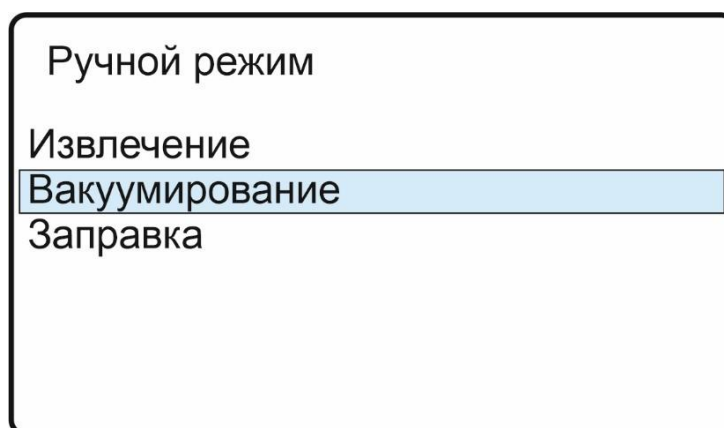 Ручной режим
Извлечение
Вакуумирование
Заправка